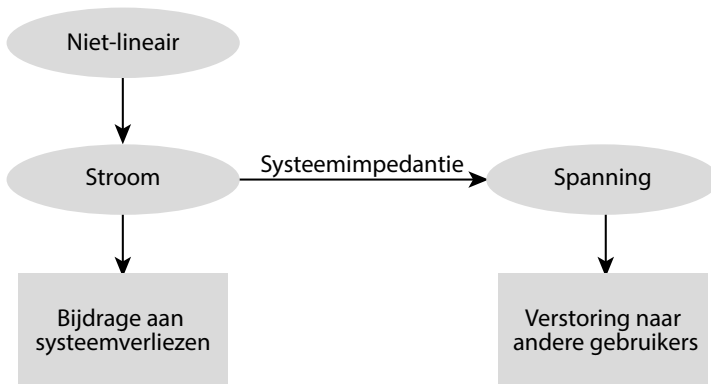 Niet-lineair
Stroom
Systeemimpedantie
Spanning
Bijdrage aan
systeemverliezen
Verstoring naar
andere gebruikers